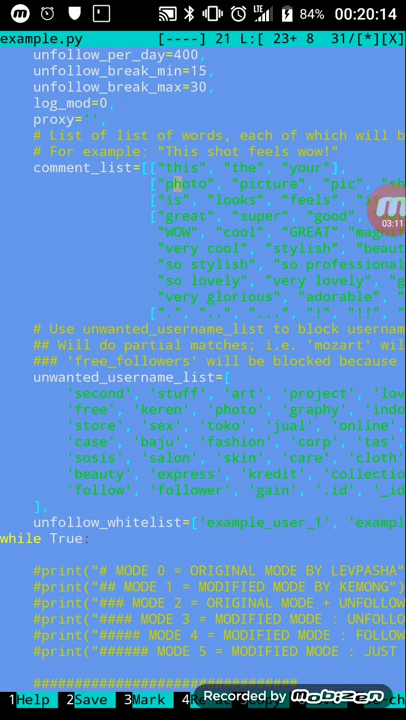 84% 00:20:14
example.py [----] 21 L:[ 23+ 8 31/[*][X]
unfollow_per_day=400,
unfollow_break_min=15,
unfollow_break_max=30,
log_mod=0,
proxy='',
# List of list of words, each of which will b
# For example: "This shot feels wow!"
comment_list=[["this", "the", "your"],
["photo", "picture", "pic", "sh
["is", "looks", "feels", "is
["great", "super", "good",
"WOW", "cool", "GREAT","magni
"very cool", "stylish", "beaut
"so stylish", "so professional
"so lovely", "very lovely", "g
"very glorious", "adorable",
[".", "..", "...", "!", "!!",
03:11
# Use unwanted_username_list to block usernam
## Will do partial matches; i.e. 'mozart' wil
### 'free_followers' will be blocked because
unwanted_username_list=[
'second', 'stuff', 'art', 'project', 'lov
'free', 'keren', 'photo', 'graphy', 'indo
'store', 'sex', 'toko', 'jual', 'online',
'case', 'baju', 'fashion', 'corp', 'tas',
'sosis', 'salon', 'skin', 'care', 'cloth'
'beauty', 'express', 'kredit', 'collectio
'follow', 'follower', 'gain', '.id', '_id
],
unfollow_whitelist=['example_user_1', 'exampl
while True:
#print("# MODE 0 = ORIGINAL MODE BY LEVPASHA"
#print("## MODE 1 = MODIFIED MODE BY KEMONG")
#print("### MODE 2 = ORIGINAL MODE + UNFOLLOW
#print("#### MODE 3 = MODIFIED MODE : UNFOLLO
#print("##### MODE 4 = MODIFIED MODE : FOLLOW
#print("###### MODE 5 = MODIFIED MODE : JUST
################################
1Help 2Save 3Mark
Recorded by Mobizen